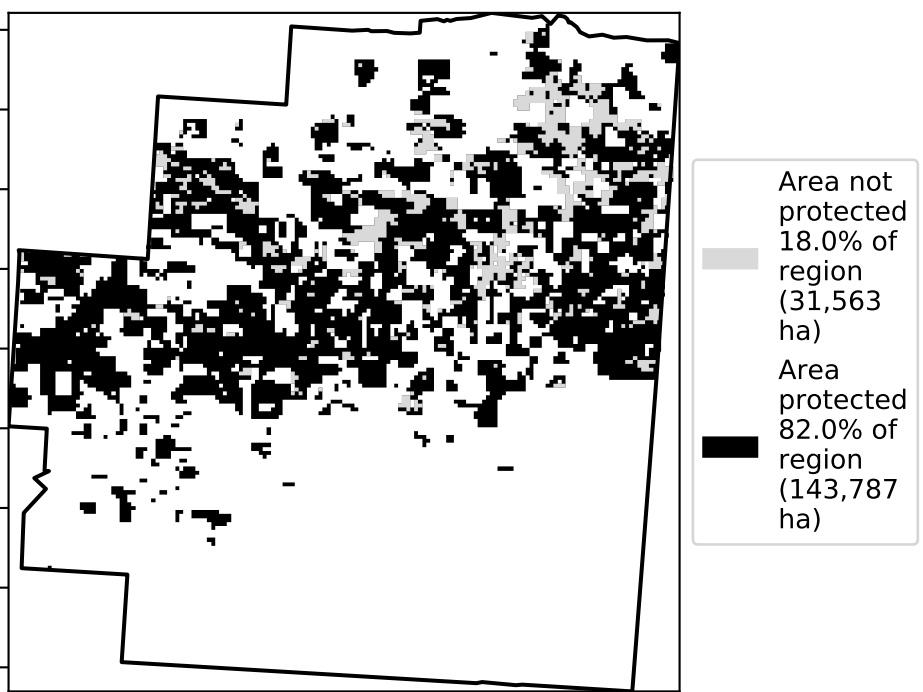 Area not
protected
18.0% of
region
(31,563
ha)
Area
protected
82.0% of
region
(143,787
ha)